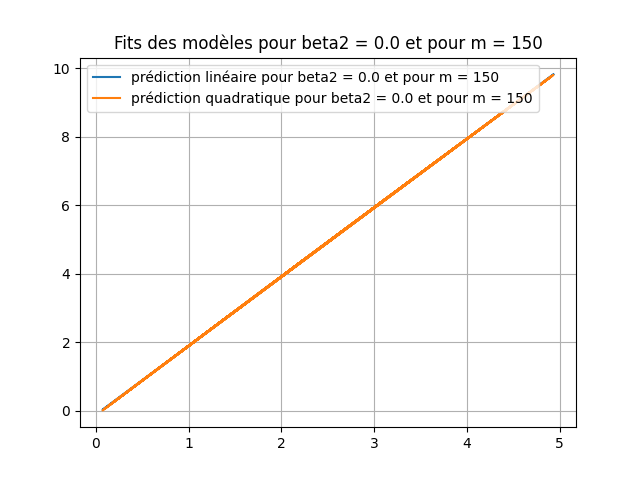 Fits des modèles pour beta2 = 0.0 et pour m = 150
prédiction linéaire pour beta2 = 0.0 et pour m = 150
prédiction quadratique pour beta2 = 0.0 et pour m = 150
10
8
6
4
2
0
0 1 2 3 4 5